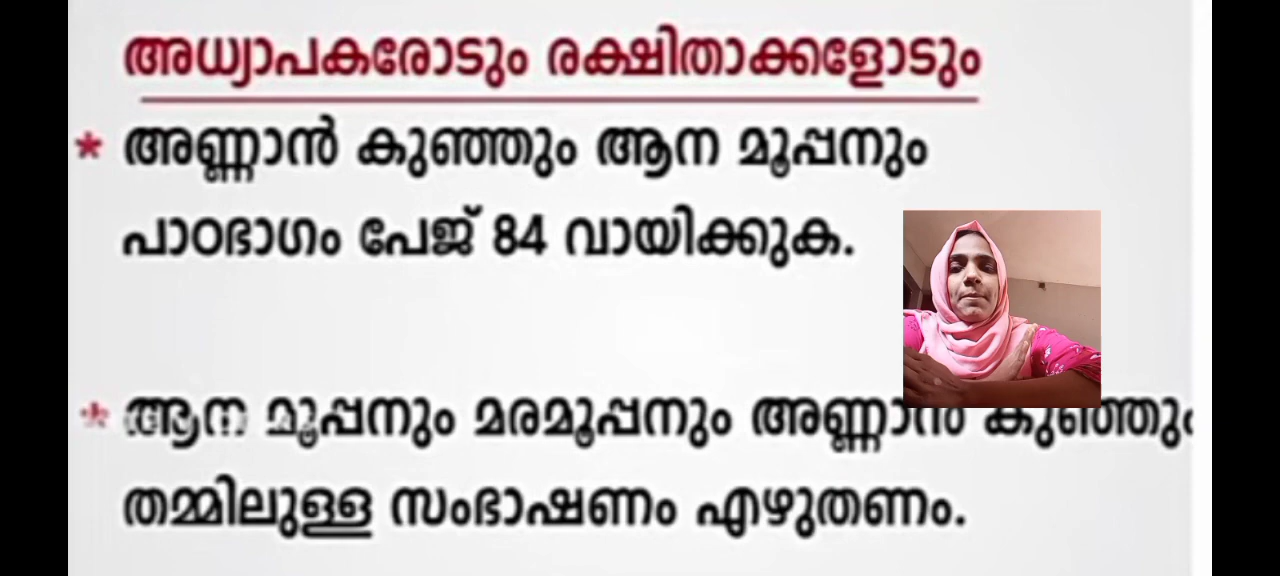 അധ്യാപകരോടും രക്ഷിതാക്കളോടും
* അണ്ണാൻ കുഞ്ഞും ആന മൂപ്പനും
പാഠഭാഗം പേജ് 84 വായിക്കുക.
* ആന മൂപ്പനും മരമൂപ്പനും അണ്ണാൻ കുഞ്ഞും
തമ്മിലുള്ള സംഭാഷണം എഴുതണം.